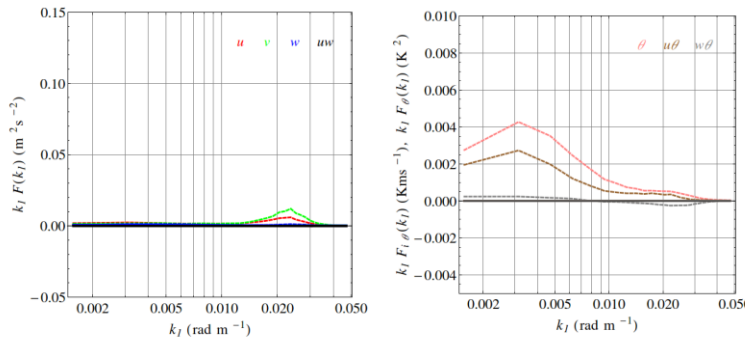 0.15
0.10
0.05
0.00
−0.05
k₁ F(k₁) (m² s⁻²)
u v w uw
0.002 0.005 0.010 0.020 0.050
k₁ (rad m⁻¹)
0.010
0.008
0.006
0.004
0.002
0.000
−0.002
−0.004
k₁ Fᵢ θ(k₁) (Kms⁻¹), k₁ Fθ(k₁) (K²)
θ uθ wθ
0.002 0.005 0.010 0.020 0.050
k₁ (rad m⁻¹)